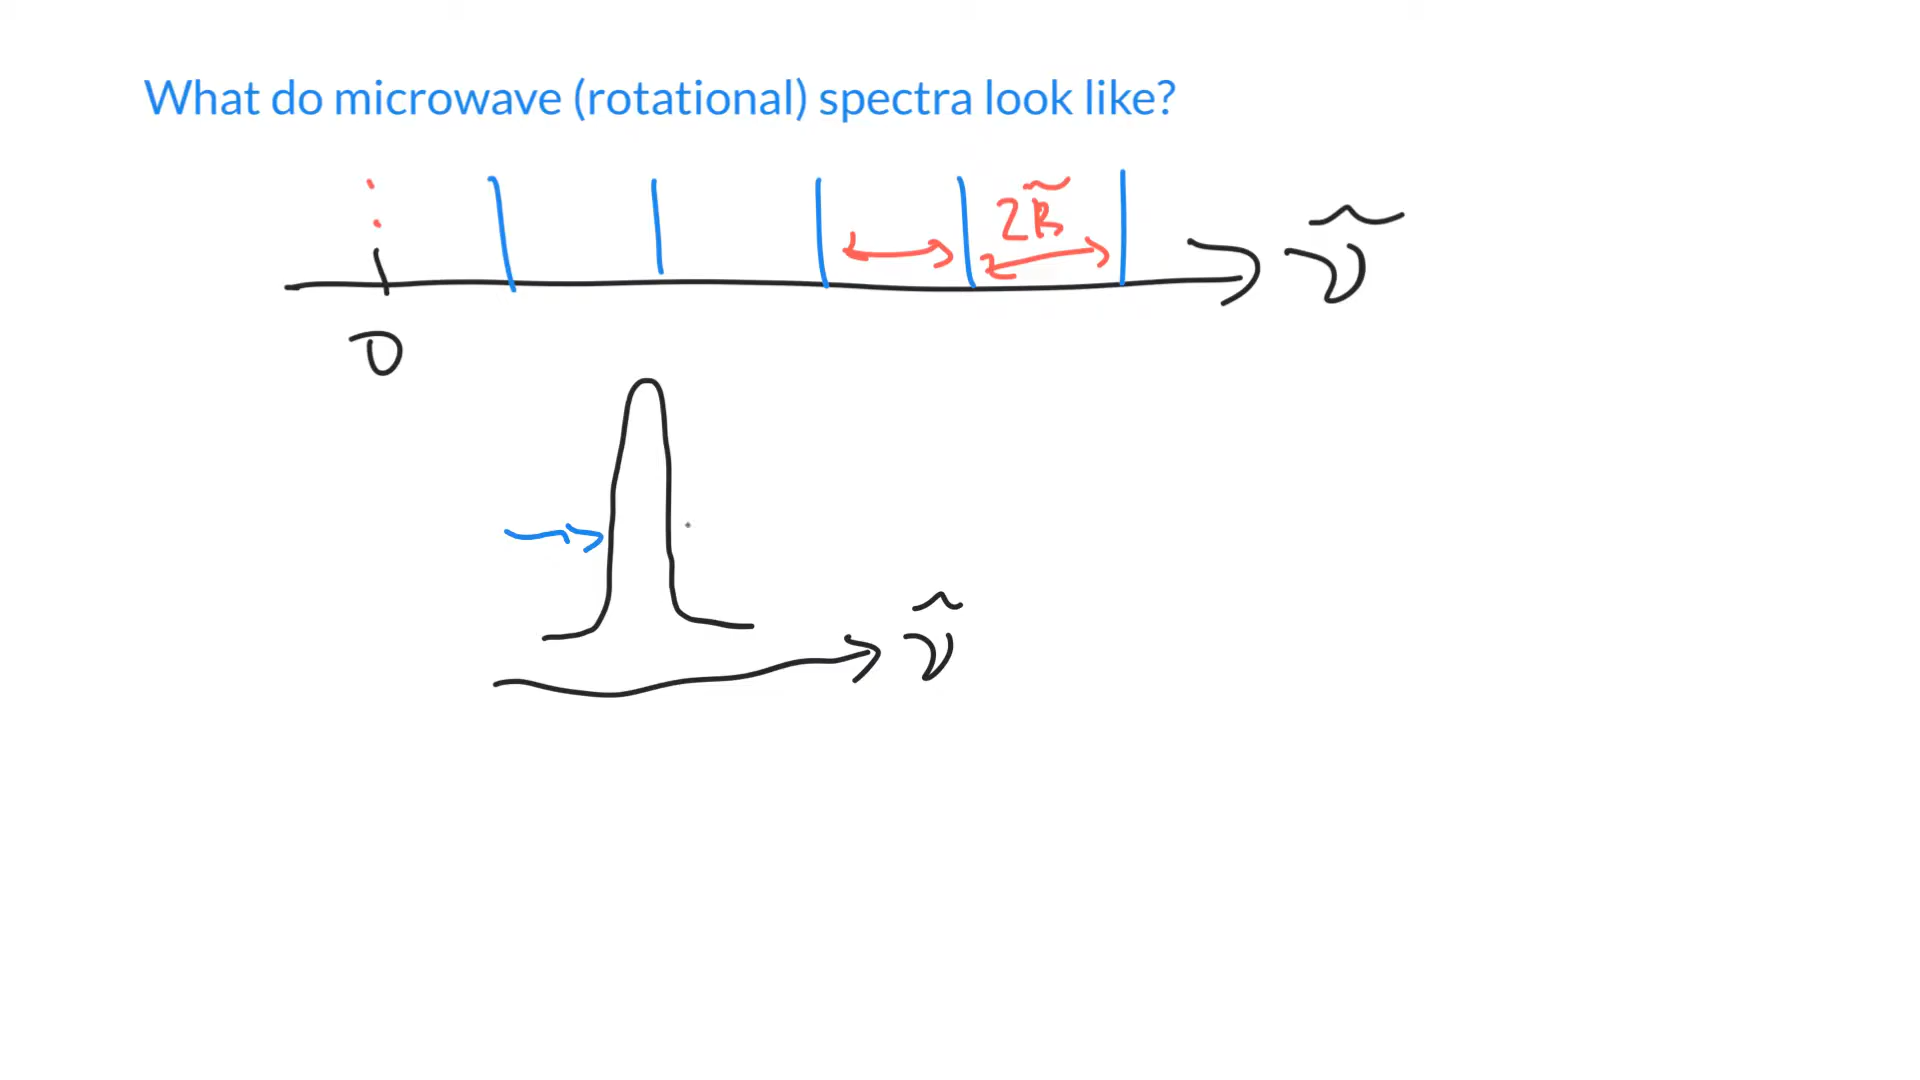 What do microwave (rotational) spectra look like?
2B̃
ν̃
0
ν̃